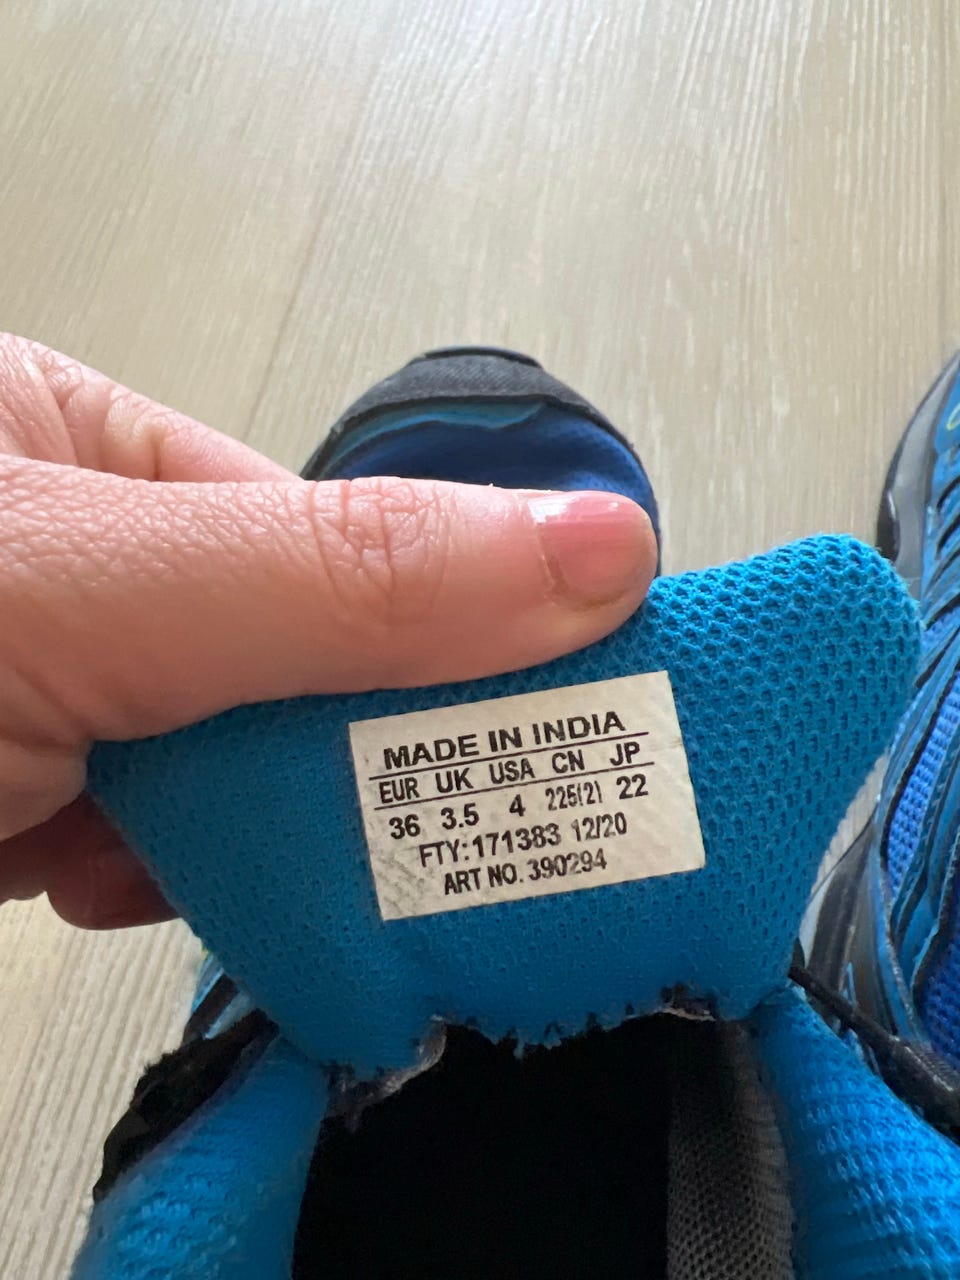 MADE IN INDIA
EUR UK USA CN JP
36 3.5 4 225(2) 22
FTY:171383 12/20
ART NO. 390294